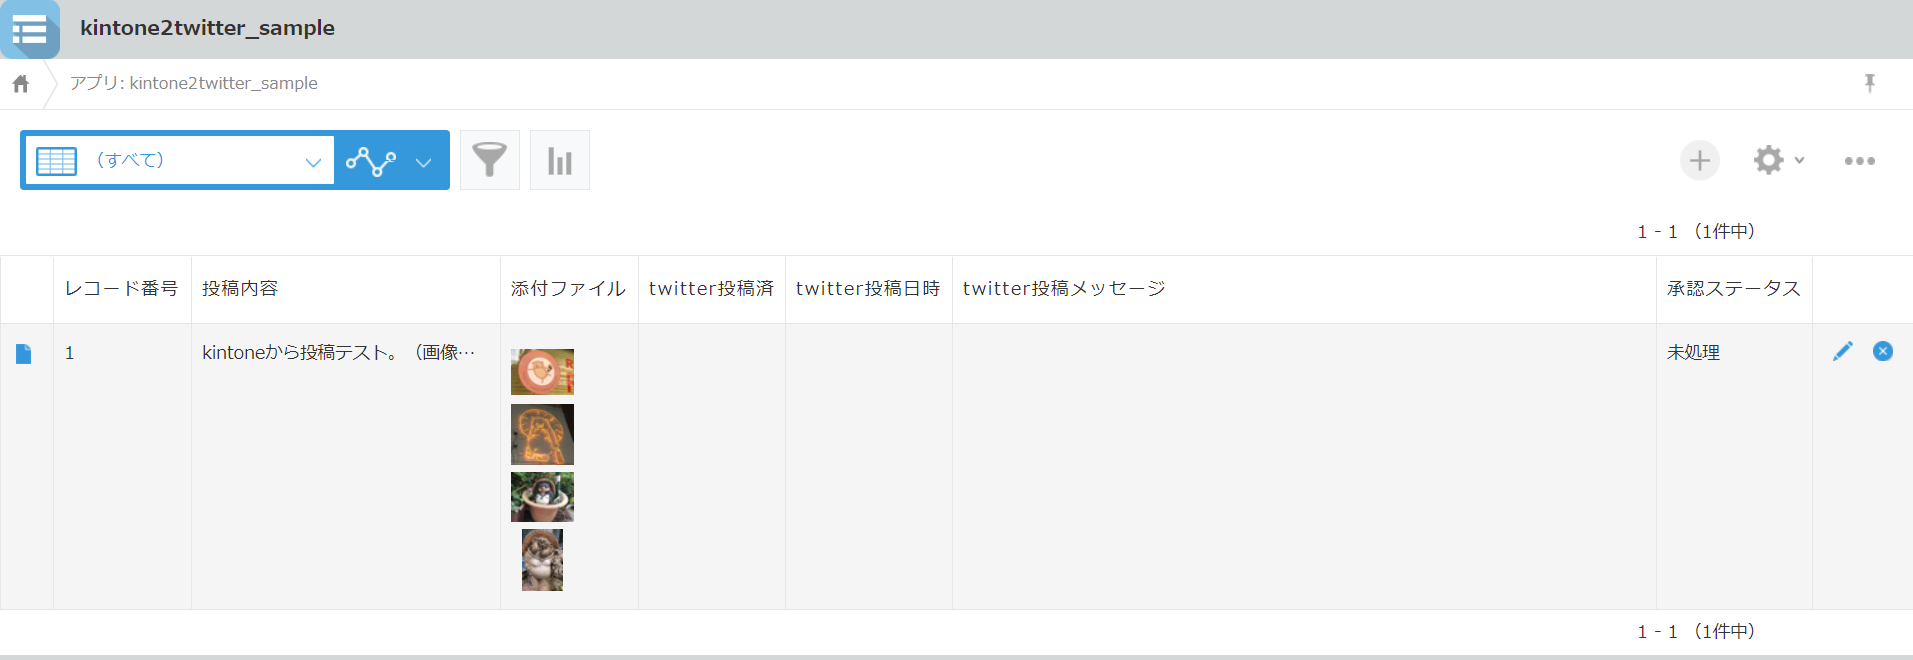 kintone2twitter_sample
アプリ: kintone2twitter_sample
（すべて）
1 - 1 （1件中）
レコード番号 投稿内容 添付ファイル twitter投稿済 twitter投稿日時 twitter投稿メッセージ 承認ステータス
1 kintoneから投稿テスト。（画像… 未処理
1 - 1 （1件中）